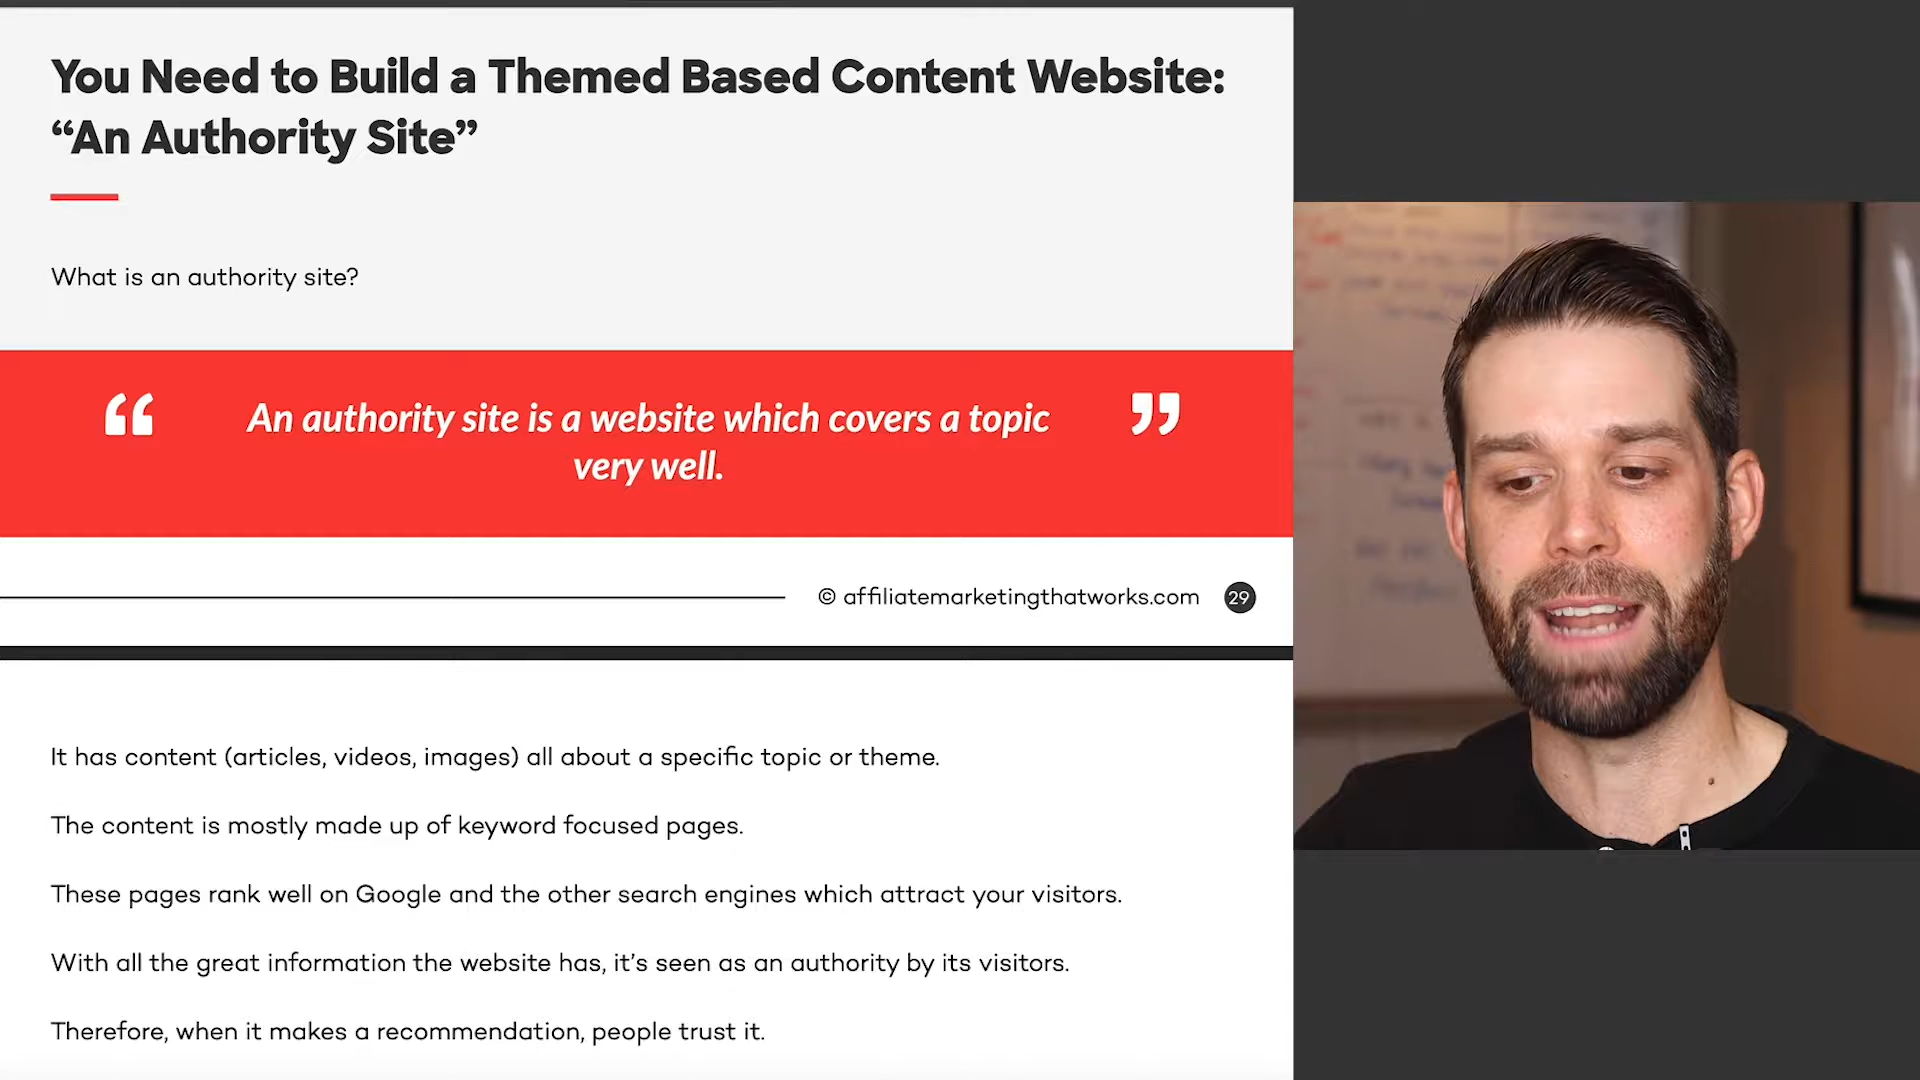 You Need to Build a Themed Based Content Website:
“An Authority Site”
What is an authority site?
“ An authority site is a website which covers a topic ”
very well.
© affiliatemarketingthatworks.com 29
It has content (articles, videos, images) all about a specific topic or theme.
The content is mostly made up of keyword focused pages.
These pages rank well on Google and the other search engines which attract your visitors.
With all the great information the website has, it’s seen as an authority by its visitors.
Therefore, when it makes a recommendation, people trust it.